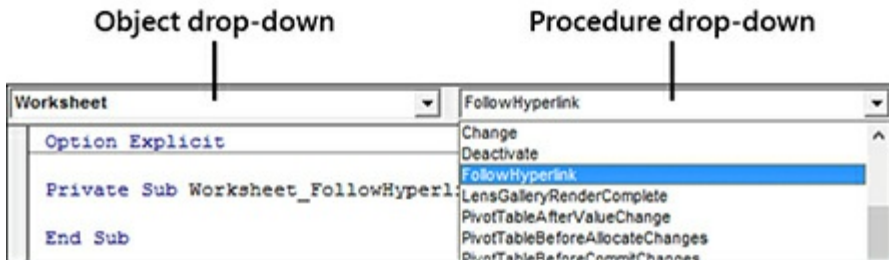 Object drop-down Procedure drop-down
Worksheet FollowHyperlink
Option Explicit
Change
Deactivate
FollowHyperlink
Private Sub Worksheet_FollowHyperl
LensGalleryRenderComplete
PivotTableAfterValueChange
End Sub
PivotTableBeforeAllocateChanges
PivotTableBeforeCommitChanges